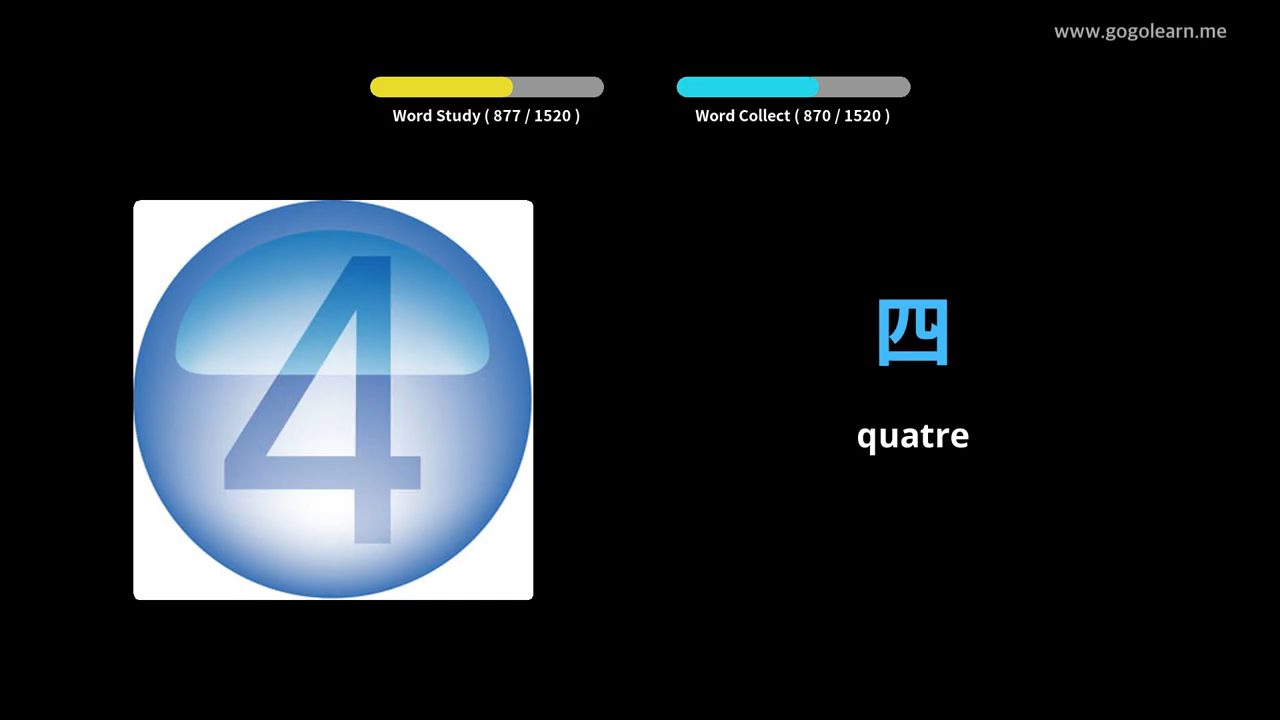 www.gogolearn.me
Word Study ( 877 / 1520 )
Word Collect ( 870 / 1520 )
4
四
quatre